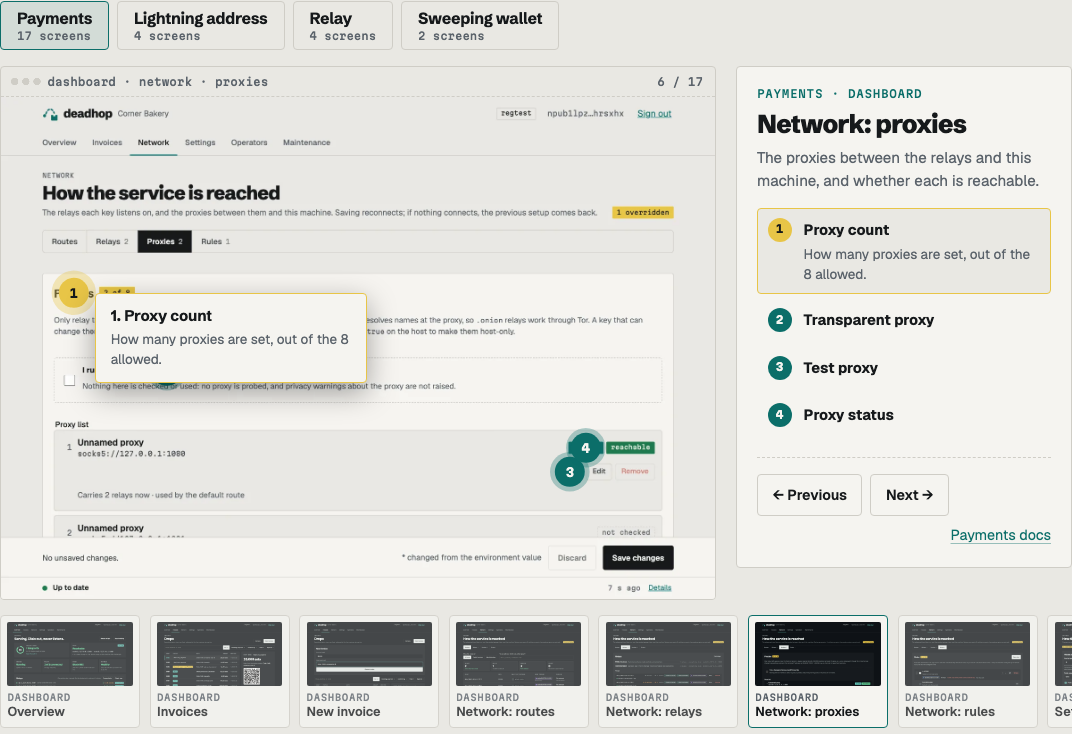 Payments
17 screens
Lightning address
4 screens
Relay
4 screens
Sweeping wallet
2 screens
dashboard · network · proxies
6 / 17
deadhop Corner Bakery
regtest
npub1lpz…hrsxhx
Sign out
Overview Invoices Network Settings Operators Maintenance
NETWORK
How the service is reached
The relays each key listens on, and the proxies between them and this machine. Saving reconnects; if nothing connects, the previous setup comes back.
1 overridden
Routes Relays 2 Proxies 2 Rules 1
1
Only relay
esolves names at the proxy, so .onion relays work through Tor. A key that can
change the
true on the host to make them host-only.
1. Proxy count
How many proxies are set, out of the 8
allowed.
Nothing here is checked or used: no proxy is probed, and privacy warnings about the proxy are not raised.
Proxy list
1 Unnamed proxy
socks5://127.0.0.1:1080
4
reachable
3
Edit
Remove
Carries 2 relays now · used by the default route
2 Unnamed proxy
not checked
No unsaved changes.
* changed from the environment value
Discard
Save changes
Up to date
7 s ago
Details
PAYMENTS · DASHBOARD
Network: proxies
The proxies between the relays and this
machine, and whether each is reachable.
1 Proxy count
How many proxies are set, out of the
8 allowed.
2 Transparent proxy
3 Test proxy
4 Proxy status
← Previous
Next →
Payments docs
DASHBOARD
Overview
DASHBOARD
Invoices
DASHBOARD
New invoice
DASHBOARD
Network: routes
DASHBOARD
Network: relays
DASHBOARD
Network: proxies
DASHBOARD
Network: rules